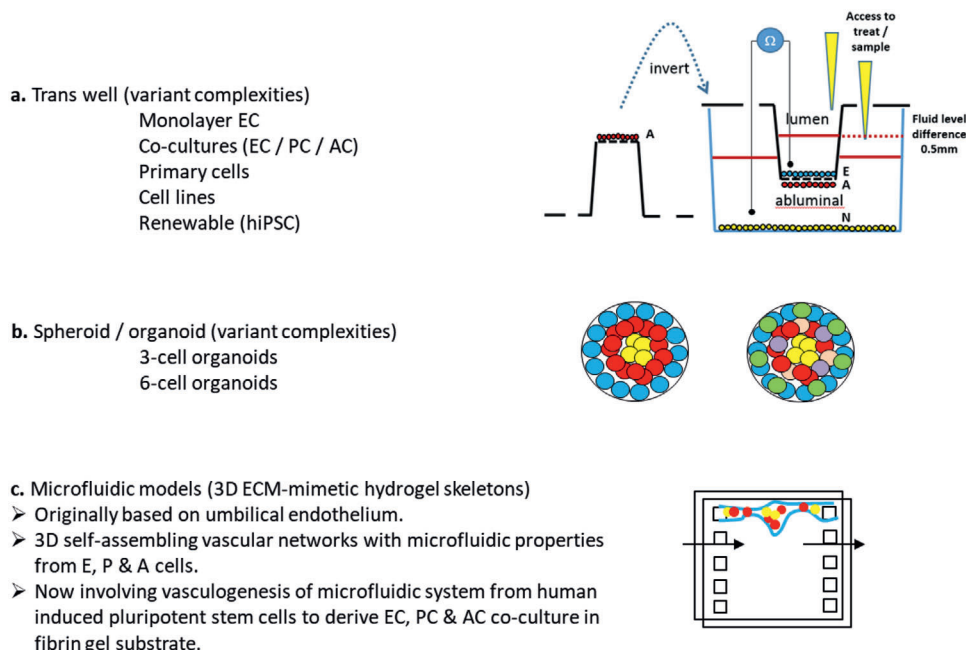 a. Trans well (variant complexities)
Monolayer EC
Co-cultures (EC / PC / AC)
Primary cells
Cell lines
Renewable (hiPSC)
invert
A
Ω
Access to
treat /
sample
lumen
Fluid level
difference
0.5mm
E
A
abluminal
N
b. Spheroid / organoid (variant complexities)
3-cell organoids
6-cell organoids
c. Microfluidic models (3D ECM-mimetic hydrogel skeletons)
➢ Originally based on umbilical endothelium.
➢ 3D self-assembling vascular networks with microfluidic properties
from E, P & A cells.
➢ Now involving vasculogenesis of microfluidic system from human
induced pluripotent stem cells to derive EC, PC & AC co-culture in
fibrin gel substrate.